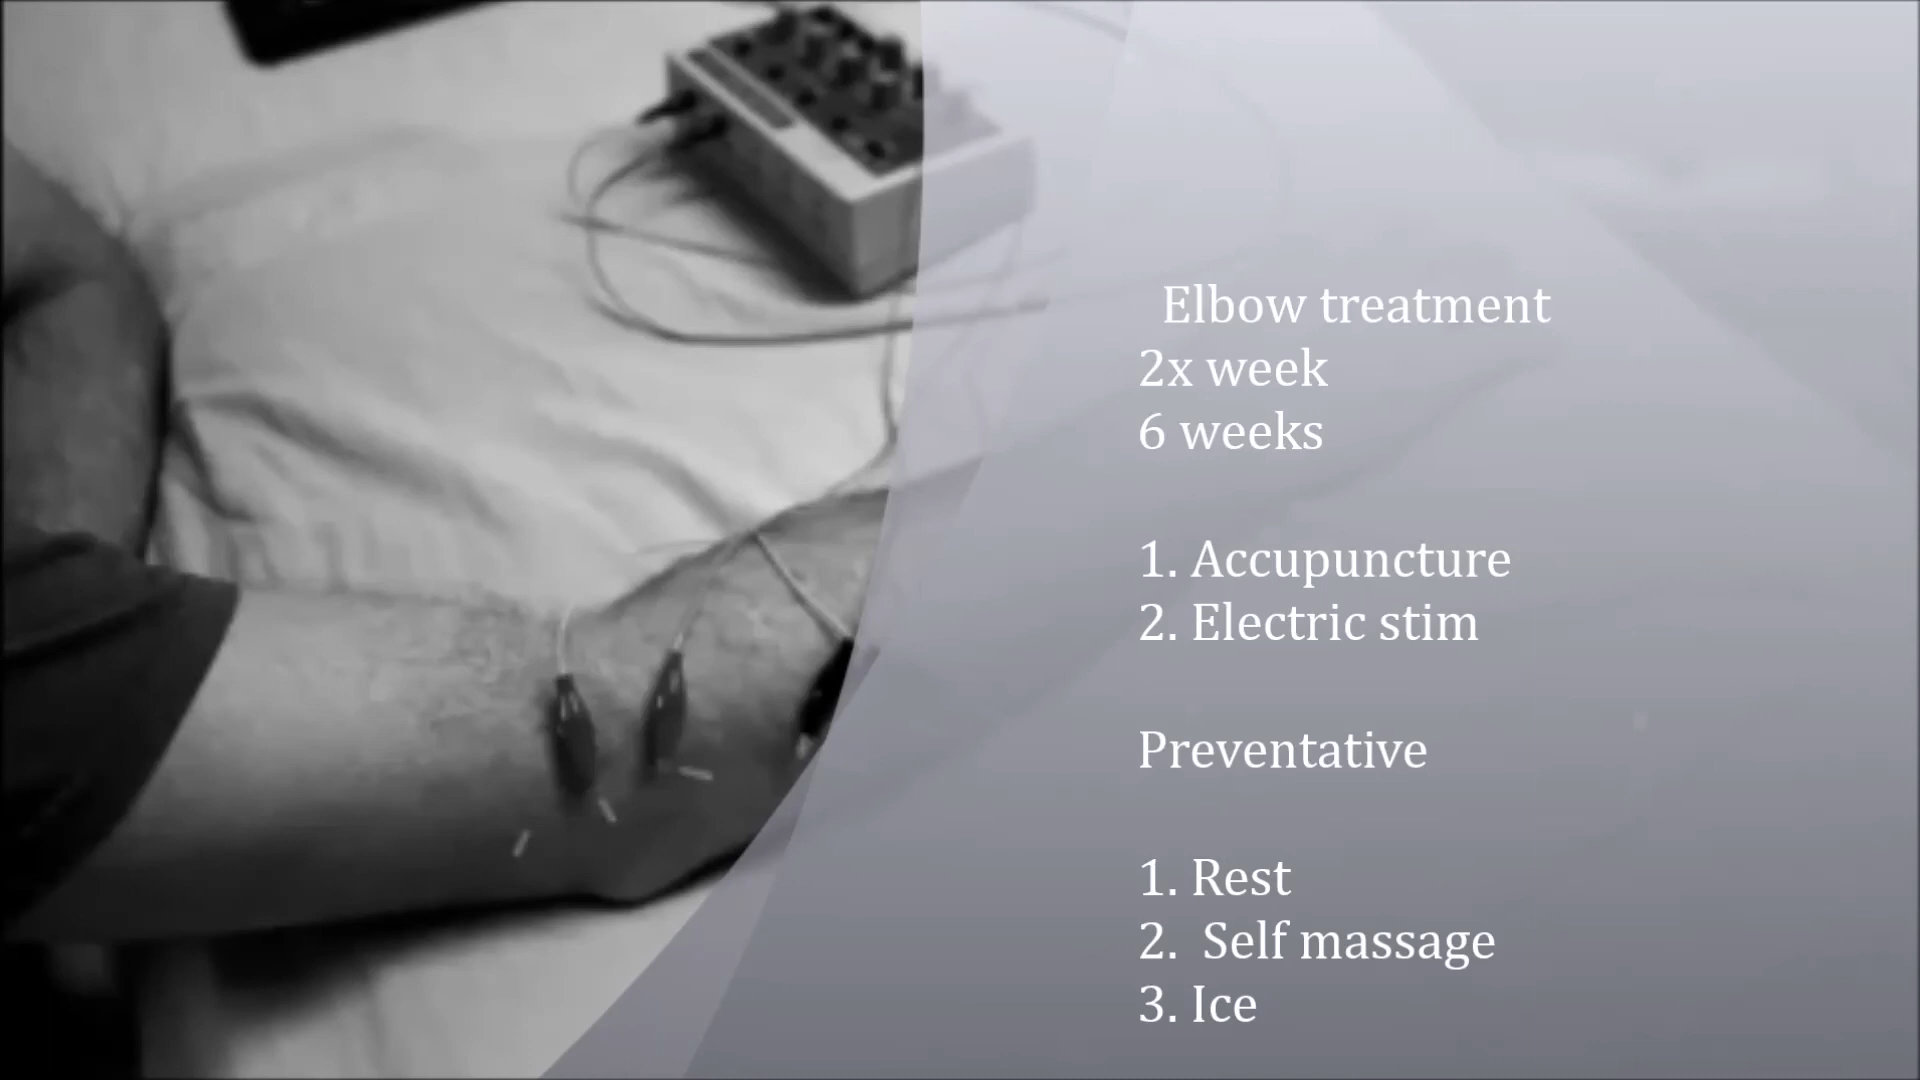 Elbow treatment
2x week
6 weeks
1. Accupuncture
2. Electric stim
Preventative
1. Rest
2. Self massage
3. Ice